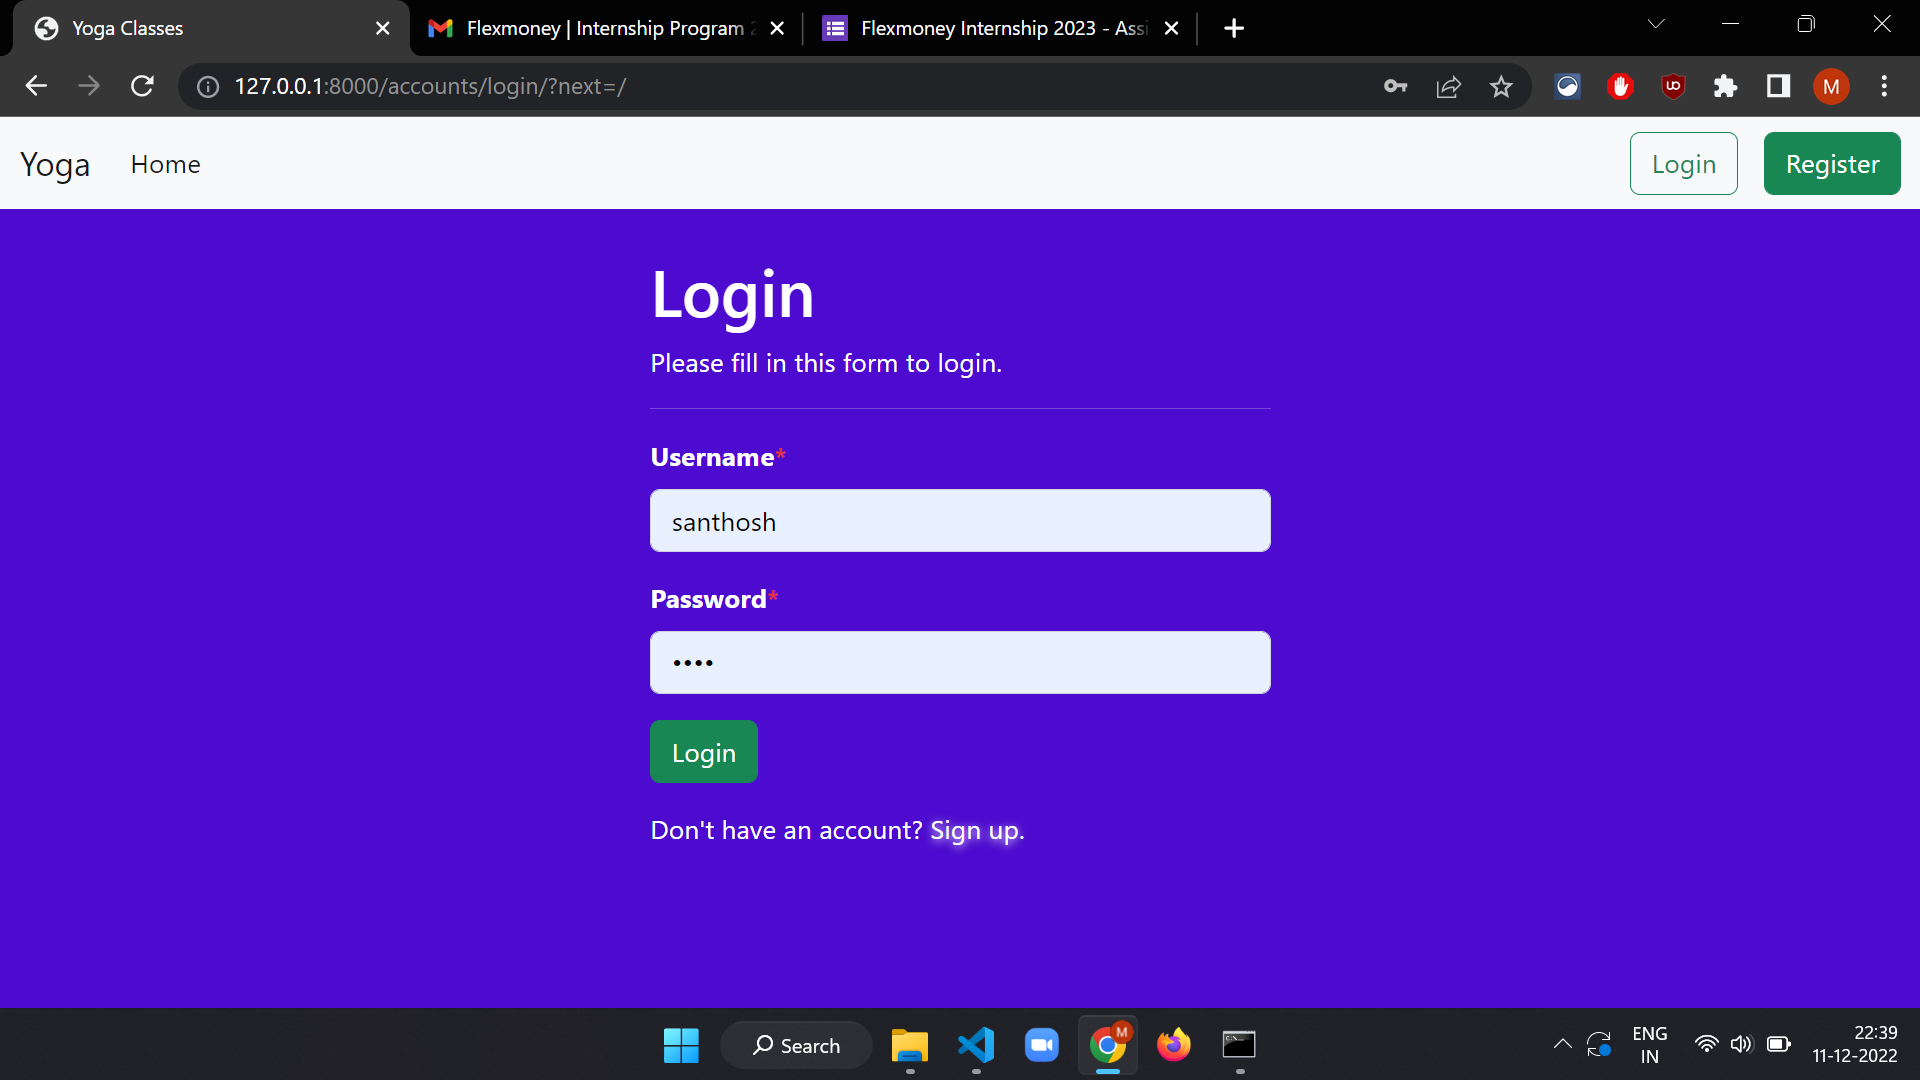 Yoga Classes
Flexmoney | Internship Program
Flexmoney Internship 2023 - Assi
127.0.0.1:8000/accounts/login/?next=/
M
Yoga
Home
Login
Register
Login
Please fill in this form to login.
Username*
santhosh
Password*
••••
Login
Don't have an account? Sign up.
Search
M
ENG
IN
22:39
11-12-2022